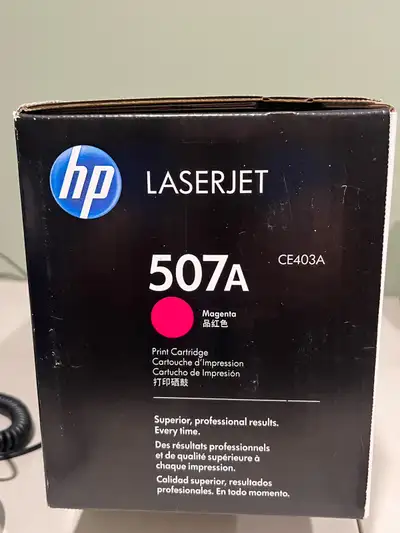 hp
LASERJET
507A
CE403A
Magenta
品紅色
Print Cartridge
Cartouche d'Impression
Cartucho de Impresión
打印硒鼓
Superior, professional results.
Every time.
Des résultats professionnels
et de qualité supérieure à
chaque impression.
Calidad superior, resultados
profesionales. En todo momento.